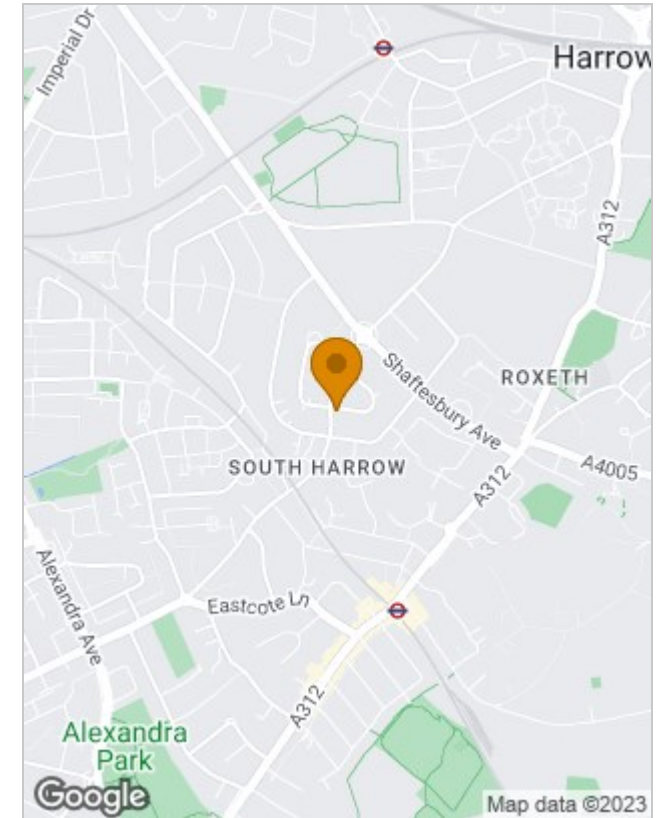 Imperial Dr
Harrow
A312
Shaftesbury Ave
ROXETH
SOUTH HARROW
A4005
A312
Alexandra Ave
Eastcote Ln
A312
Alexandra
Park
Google
Map data ©2023